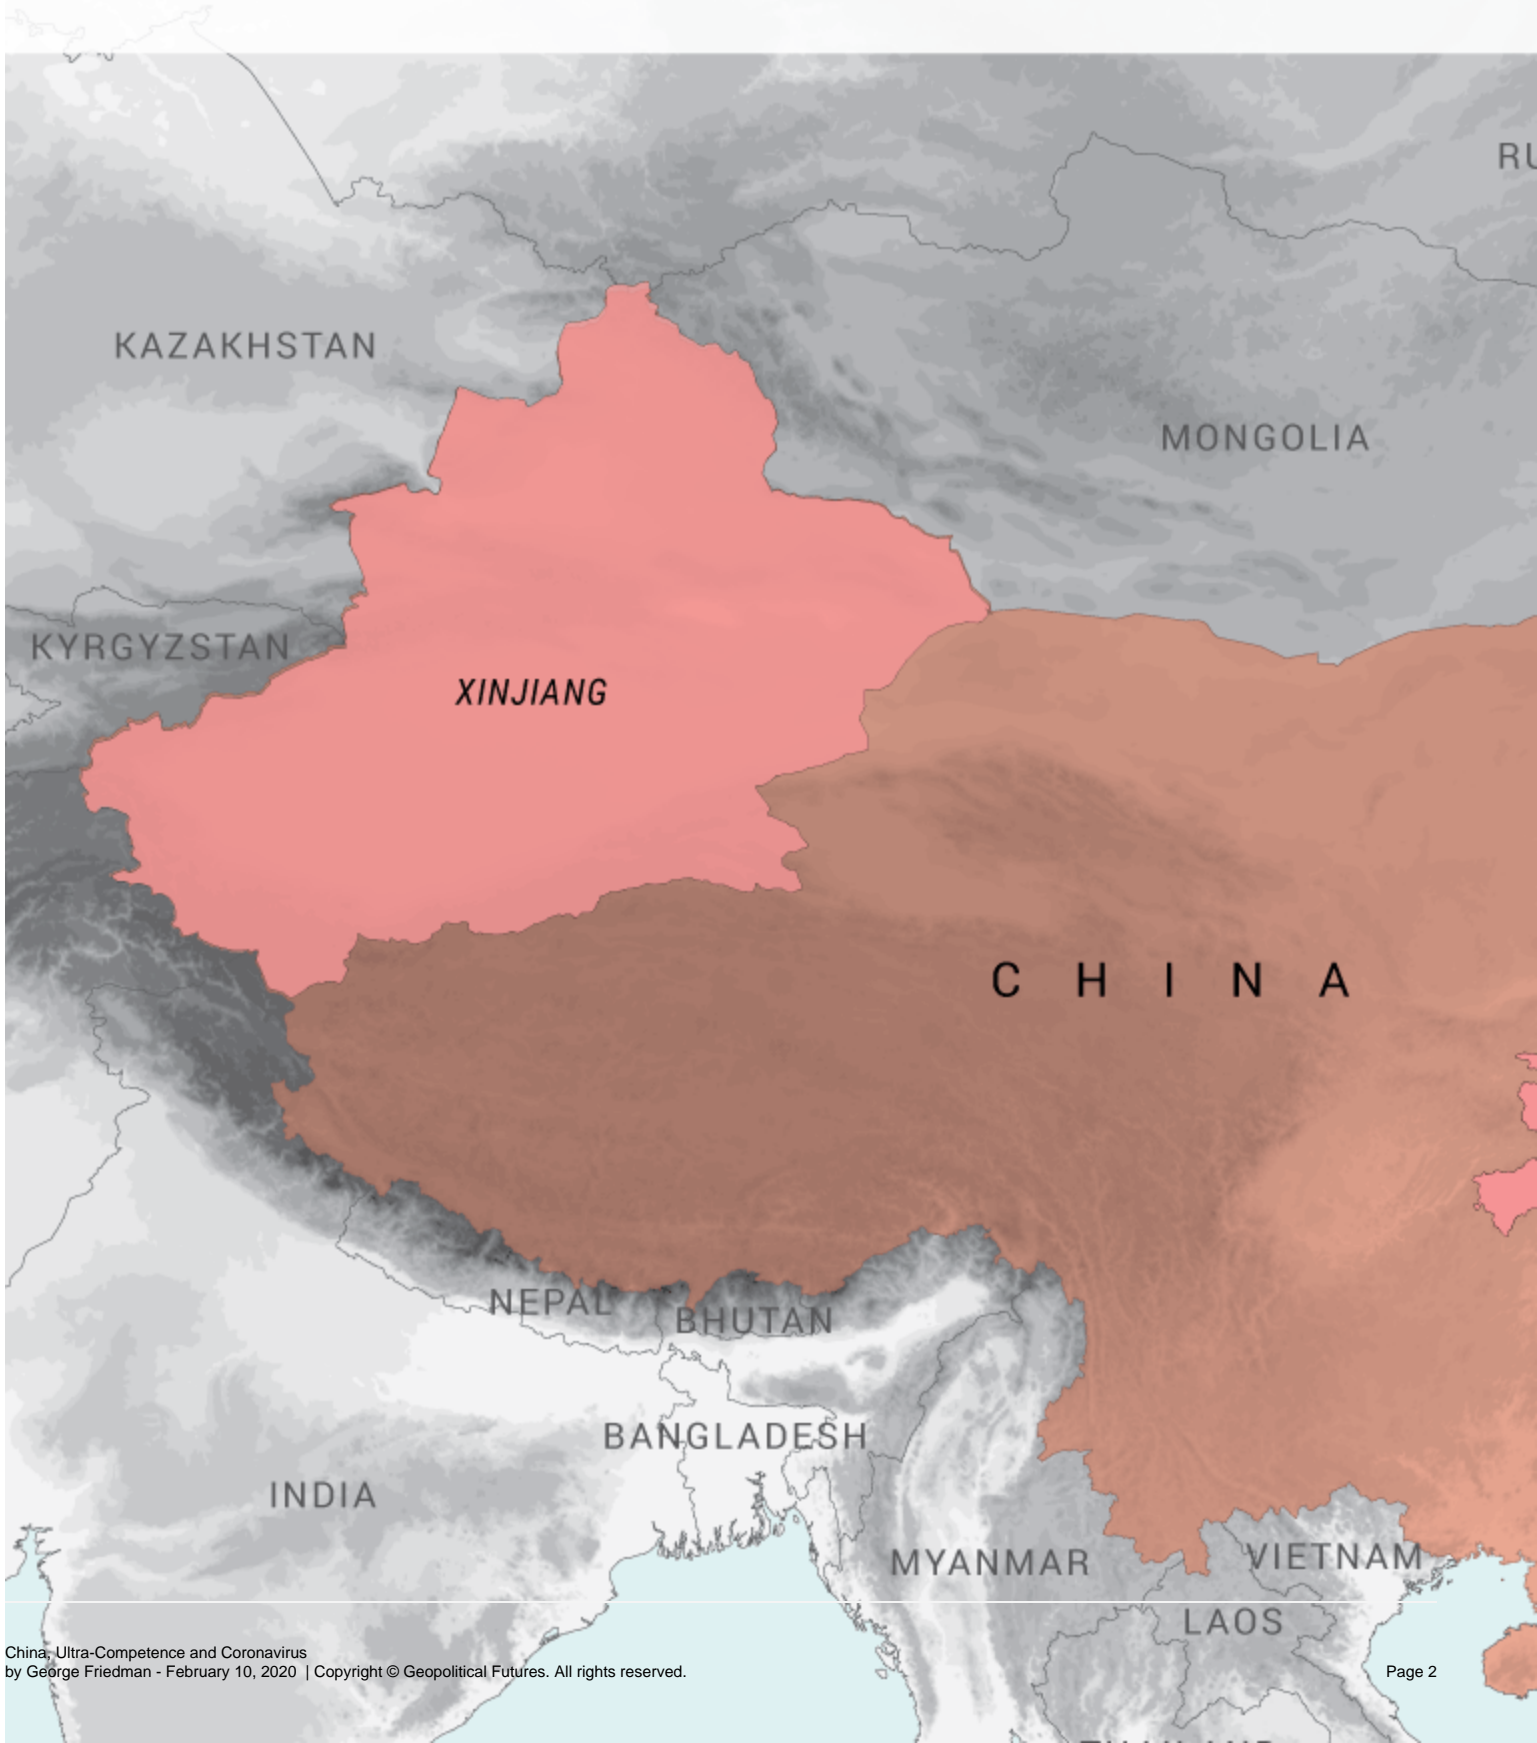 RU
KAZAKHSTAN
MONGOLIA
KYRGYZSTAN
XINJIANG
CHINA
NEPAL
BHUTAN
BANGLADESH
INDIA
MYANMAR
VIETNAM
LAOS
China, Ultra-Competence and Coronavirus
by George Friedman - February 10, 2020 | Copyright © Geopolitical Futures. All rights reserved.
Page 2